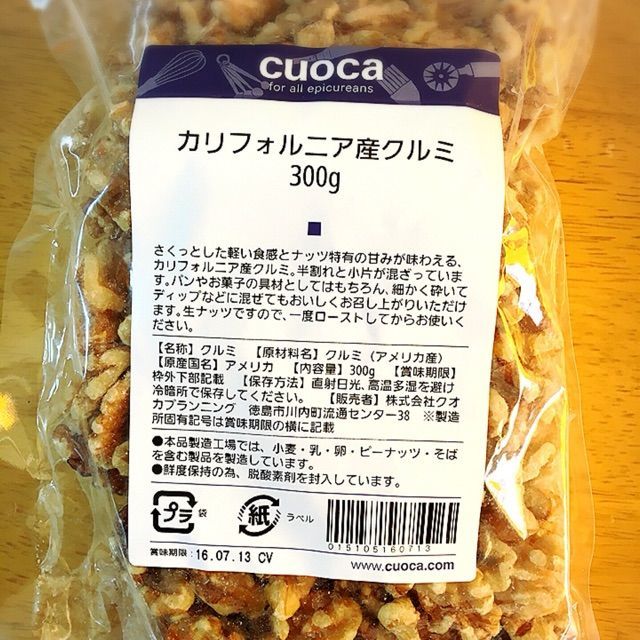 cuoca
for all epicureans
カリフォルニア産クルミ
300g
さくっとした軽い食感とナッツ特有の甘みが味わえる、
カリフォルニア産クルミ。半割れと小片が混ざっていま
す。パンやお菓子の具材としてはもちろん、細かく砕いて
ディップなどに混ぜてもおいしくお召し上がりいただけ
ます。生ナッツですので、一度ローストしてからお使いく
ださい。
【名称】クルミ 【原材料名】クルミ（アメリカ産）
【原産国名】アメリカ 【内容量】300g 【賞味期限】
枠外下部記載 【保存方法】直射日光、高温多湿を避け
冷暗所で保存してください。 【販売者】株式会社クオ
カプランニング 徳島市川内町流通センター38 ※製造
所固有記号は賞味期限の横に記載
●本品製造工場では、小麦・乳・卵・ピーナッツ・そば
を含む製品を製造しています。
●鮮度保持の為、脱酸素剤を封入しています。
プラ 袋 紙 ラベル
015105160713
賞味期限：16.07.13 CV
www.cuoca.com